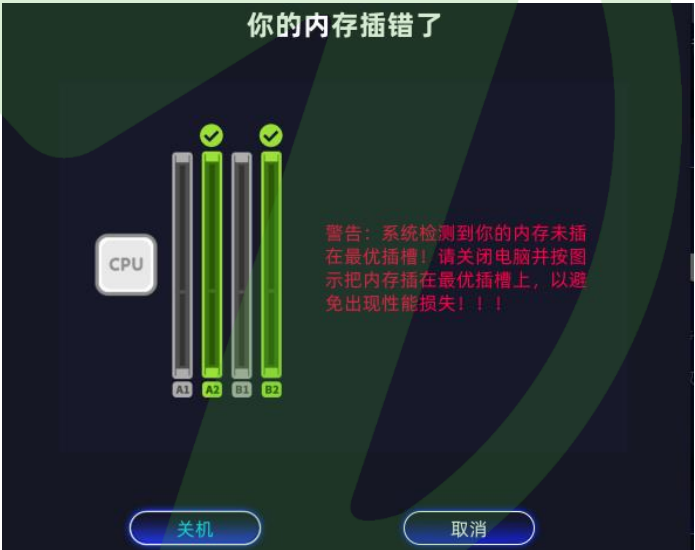 你的内存插错了
CPU
警告：系统检测到你的内存未插
在最优插槽！请关闭电脑并按图
示把内存插在最优插槽上，以避
免出现性能损失！！！
A1 A2 B1 B2
关机 取消